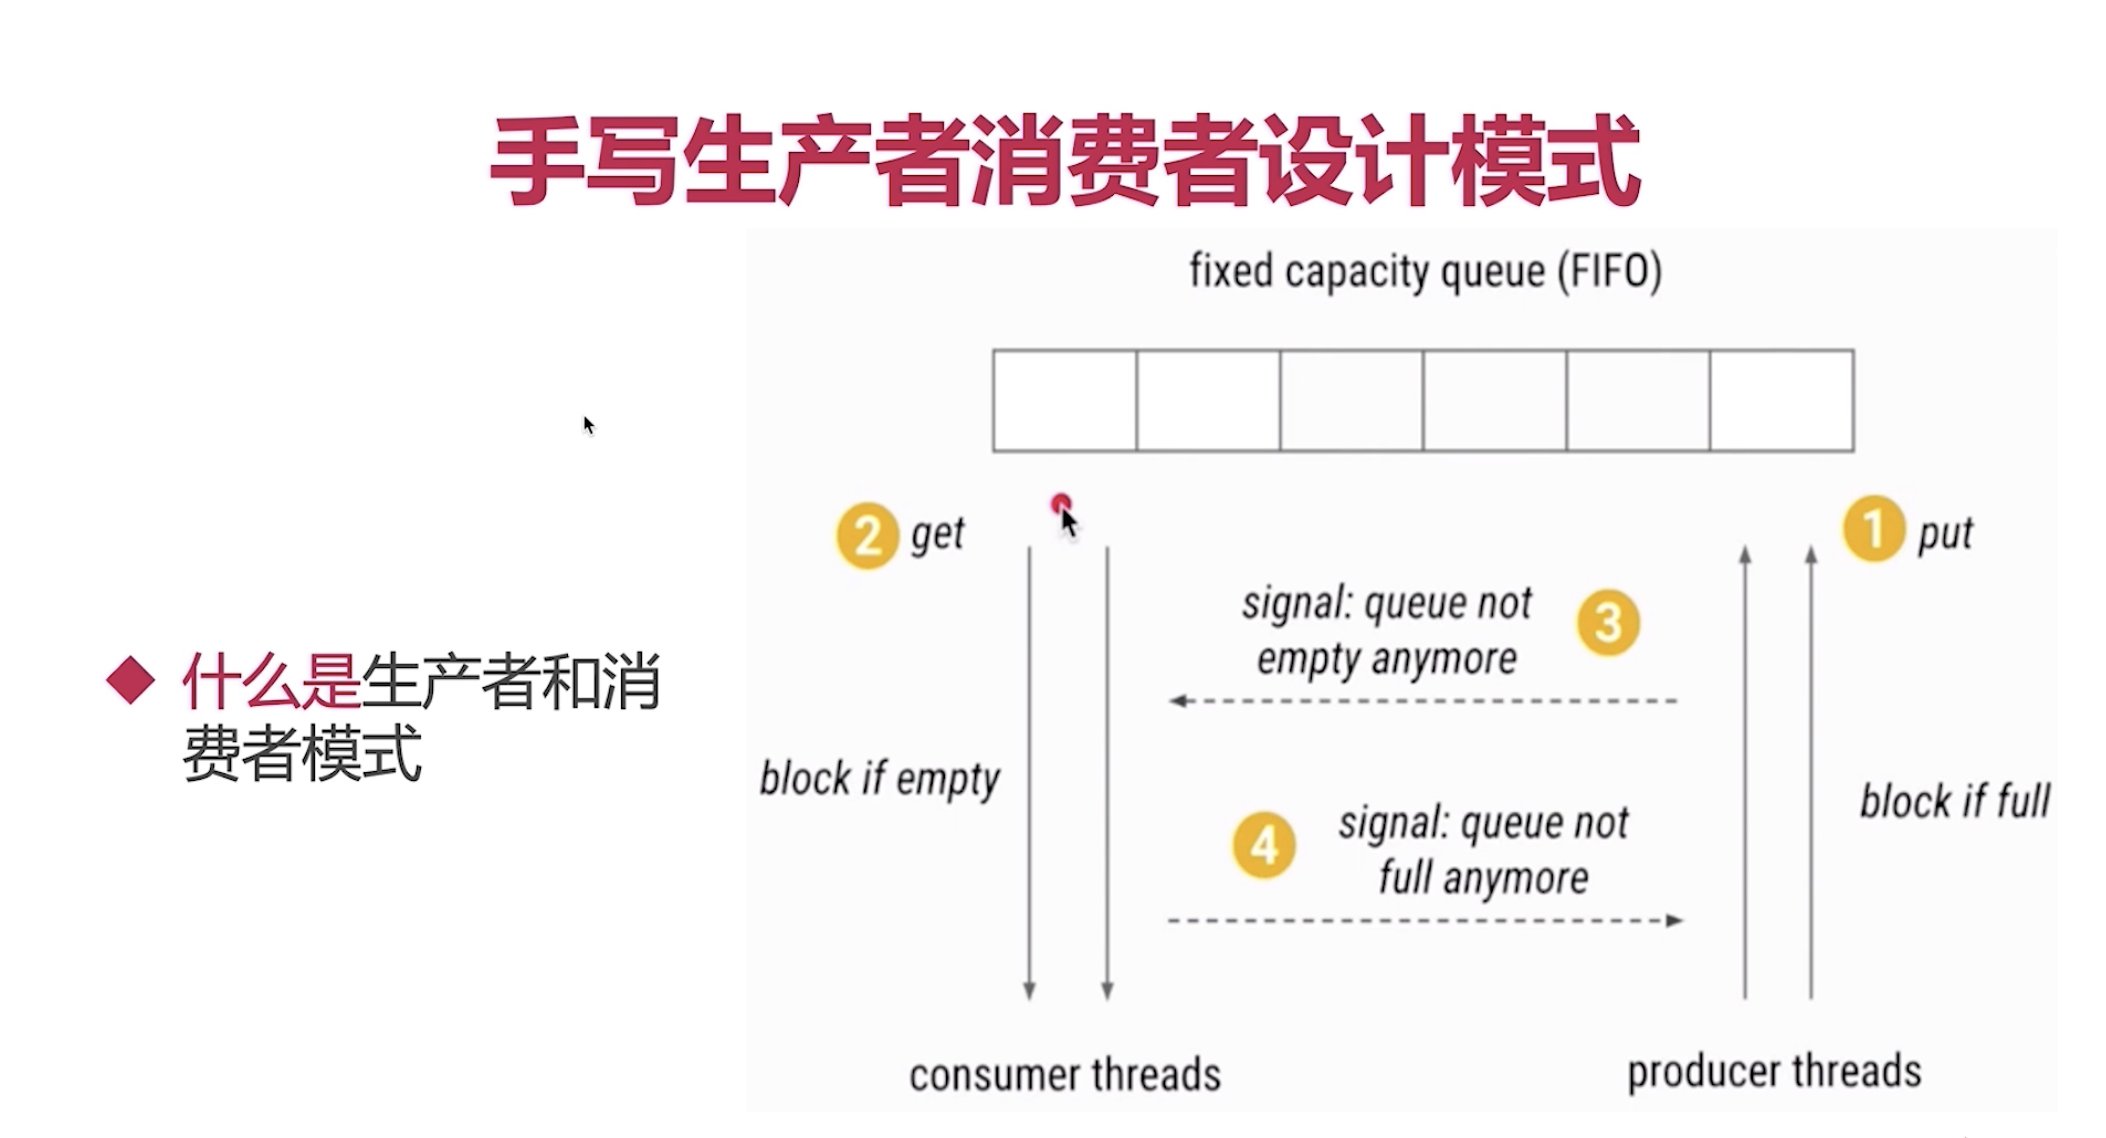 手写生产者消费者设计模式
fixed capacity queue (FIFO)
2 get
1 put
signal: queue not
empty anymore
3
什么是生产者和消
费者模式
block if empty
block if full
4
signal: queue not
full anymore
consumer threads
producer threads